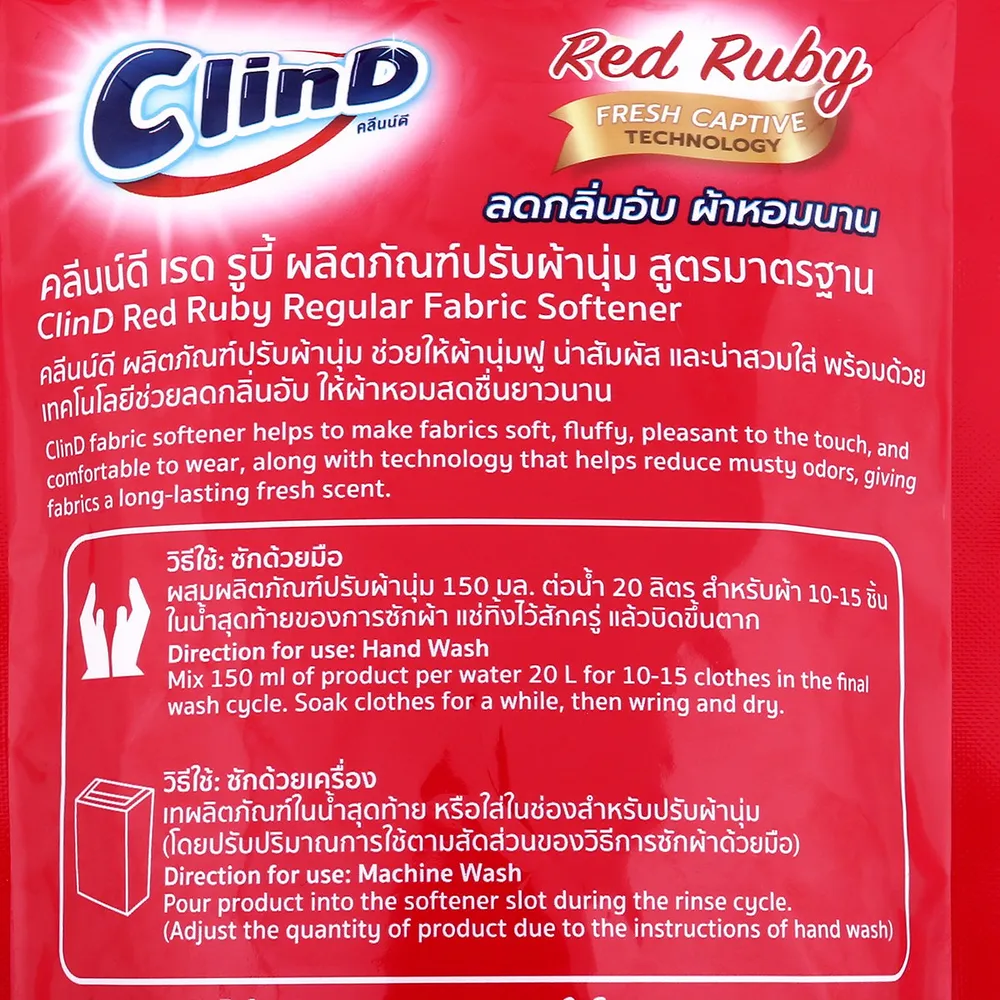 ClinD
คลีนน์ดี
Red Ruby
FRESH CAPTIVE
TECHNOLOGY
ลดกลิ่นอับ ผ้าหอมนาน
คลีนน์ดี เรด รูบี้ ผลิตภัณฑ์ปรับผ้านุ่ม สูตรมาตรฐาน
ClinD Red Ruby Regular Fabric Softener
คลีนน์ดี ผลิตภัณฑ์ปรับผ้านุ่ม ช่วยให้ผ้านุ่มฟู น่าสัมผัส และน่าสวมใส่ พร้อมด้วย
เทคโนโลยีช่วยลดกลิ่นอับ ให้ผ้าหอมสดชื่นยาวนาน
ClinD fabric softener helps to make fabrics soft, fluffy, pleasant to the touch, and
comfortable to wear, along with technology that helps reduce musty odors, giving
fabrics a long-lasting fresh scent.
วิธีใช้: ซักด้วยมือ
ผสมผลิตภัณฑ์ปรับผ้านุ่ม 150 มล. ต่อน้ำ 20 ลิตร สำหรับผ้า 10-15 ชิ้น
ในน้ำสุดท้ายของการซักผ้า แช่ทิ้งไว้สักครู่ แล้วบิดขึ้นตาก
Direction for use: Hand Wash
Mix 150 ml of product per water 20 L for 10-15 clothes in the final
wash cycle. Soak clothes for a while, then wring and dry.
วิธีใช้: ซักด้วยเครื่อง
เทผลิตภัณฑ์ในน้ำสุดท้าย หรือใส่ในช่องสำหรับปรับผ้านุ่ม
(โดยปรับปริมาณการใช้ตามสัดส่วนของวิธีการซักผ้าด้วยมือ)
Direction for use: Machine Wash
Pour product into the softener slot during the rinse cycle.
(Adjust the quantity of product due to the instructions of hand wash)